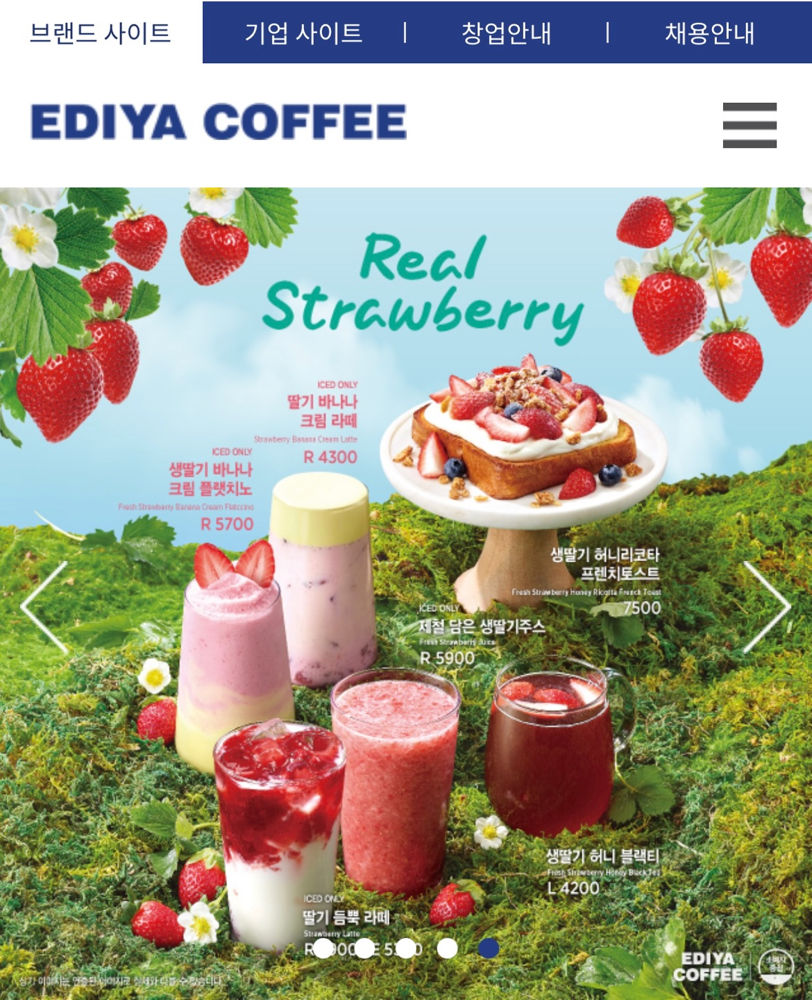 브랜드 사이트
기업 사이트
창업안내
채용안내
EDIYA COFFEE
Real
Strawberry
ICED ONLY
딸기 바나나
크림 라떼
Strawberry Banana Cream Latte
R 4300
ICED ONLY
생딸기 바나나
크림 플랫치노
Fresh Strawberry Banana Cream Flatccino
R 5700
생딸기 허니리코타
프렌치토스트
Fresh Strawberry Honey Ricotta French Toast
7500
ICED ONLY
제철 담은 생딸기주스
Fresh Strawberry Juice
R 5900
생딸기 허니 블랙티
Fresh Strawberry Honey Black Tea
L 4200
ICED ONLY
딸기 듬뿍 라떼
Strawberry Latte
상기 이미지는 연출된 이미지로 실제와 다를 수 있습니다.
EDIYA
COFFEE